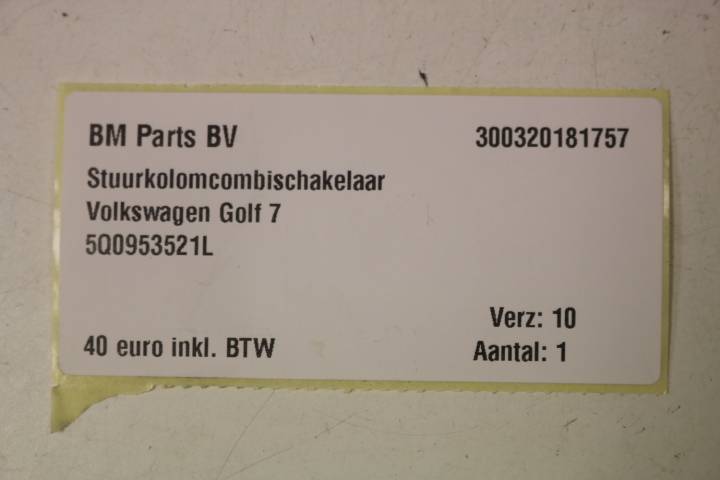 BM Parts BV 300320181757
Stuurkolomcombischakelaar
Volkswagen Golf 7
5Q0953521L
Verz: 10
40 euro inkl. BTW Aantal: 1